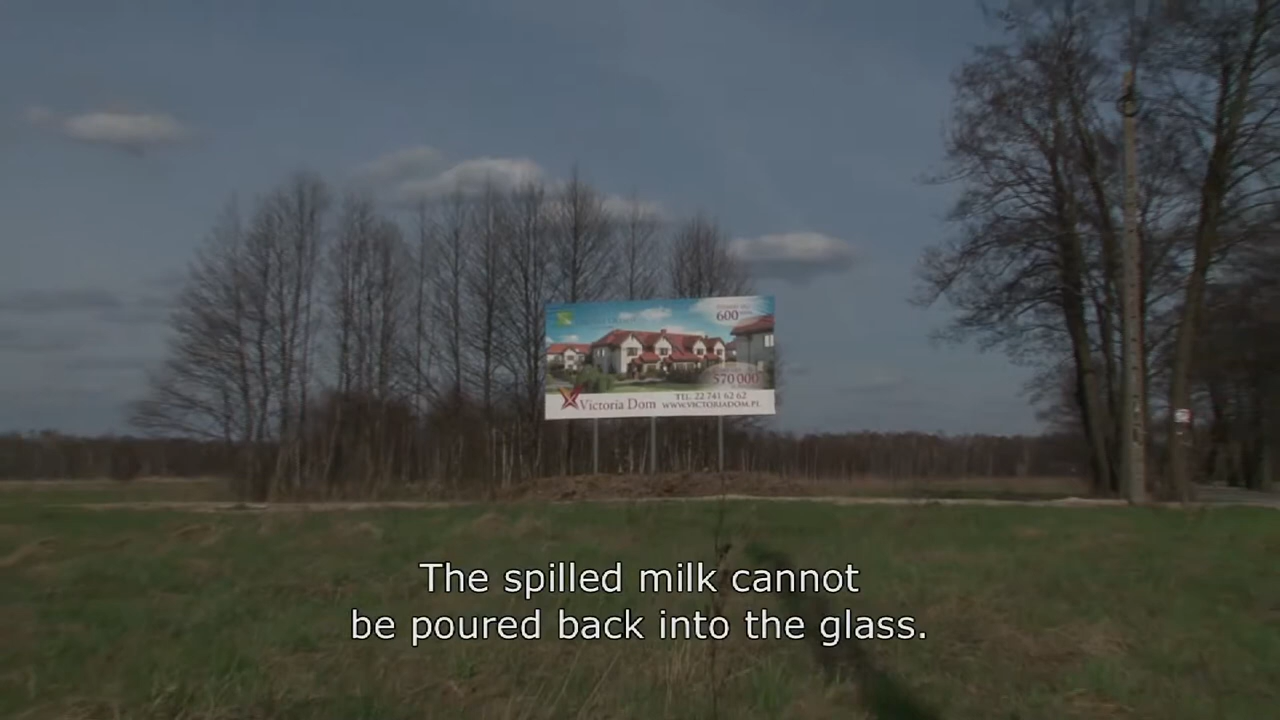 600
570 000
Victoria Dom
TEL. 22 741 62 62
WWW.VICTORIADOM.PL
The spilled milk cannot
be poured back into the glass.